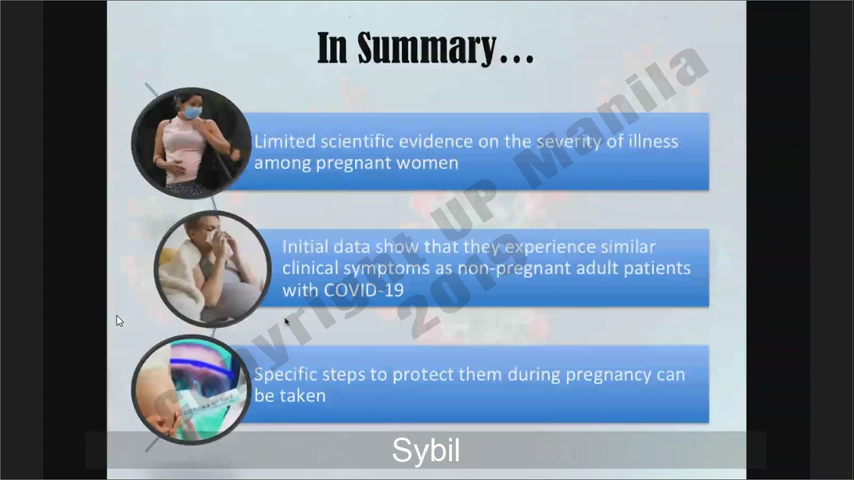 In Summary...
Limited scientific evidence on the severity of illness
among pregnant women
Initial data show that they experience similar
clinical symptoms as non-pregnant adult patients
with COVID-19
Specific steps to protect them during pregnancy can
be taken
Copyright UP Manila
2019
Sybil